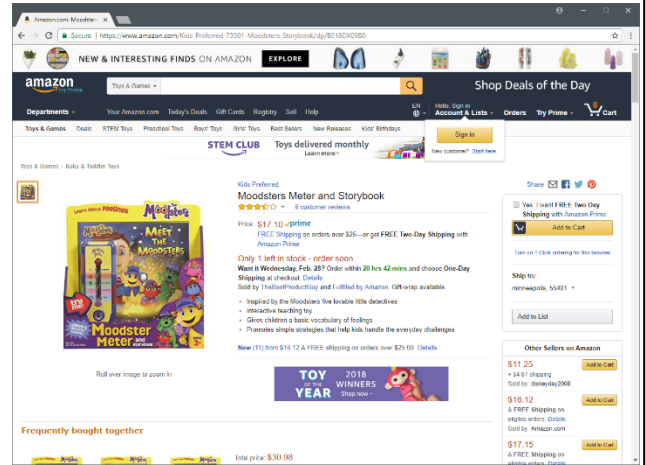 Amazon.com Moodsters
Secure | https://www.amazon.com/Kids-Preferred-73501-Moodsters-Storybook/dp/B018DX08B0
NEW & INTERESTING FINDS ON AMAZON EXPLORE
amazon
Try Prime
Toys & Games
Shop Deals of the Day
Departments
Your Amazon.com Today's Deals Gift Cards Registry Sell Help
EN
Hello. Sign in
Account & Lists Orders Try Prime 0 Cart
Toys & Games Deals STEM Toys Preschool Toys Boys' Toys Girls' Toys Best Sellers New Releases Kids' Birthdays
Sign in
New customer? Start here.
STEM CLUB Toys delivered monthly
Learn more
Toys & Games › Baby & Toddler Toys
Learn about FEELINGS
Moodsters
MEET
THE
MOODSTERS
TRY
ME!
Moodster
Meter and
Storybook
Roll over image to zoom in
Kids Preferred
Moodsters Meter and Storybook
6 customer reviews
Price: $17.10 prime
FREE Shipping on orders over $25—or get FREE Two-Day Shipping with
Amazon Prime
Only 1 left in stock - order soon.
Want it Wednesday, Feb. 28? Order within 20 hrs 42 mins and choose One-Day
Shipping at checkout. Details
Sold by TheBestProductGuy and Fulfilled by Amazon. Gift-wrap available.
Inspired by the Moodsters five lovable little detectives
Interactive teaching toy
Gives children a basic vocabulary of feelings
Promotes simple strategies that help kids handle the everyday challenges
New (11) from $16.12 & FREE shipping on orders over $25.00. Details
TOY
OF THE
YEAR
2018
WINNERS
Shop now
Share
Yes, I want FREE Two-Day
Shipping with Amazon Prime
Add to Cart
Turn on 1-Click ordering for this browser
Ship to:
minneapolis, 55401
Add to List
Other Sellers on Amazon
$11.25 Add to Cart
+ $4.87 shipping
Sold by: disneyday2008
$16.12 Add to Cart
& FREE Shipping on
eligible orders. Details
Sold by: Amazon.com
$17.15 Add to Cart
& FREE Shipping on
eligible orders. Details
Frequently bought together
Moodsters
Total price: $30.98